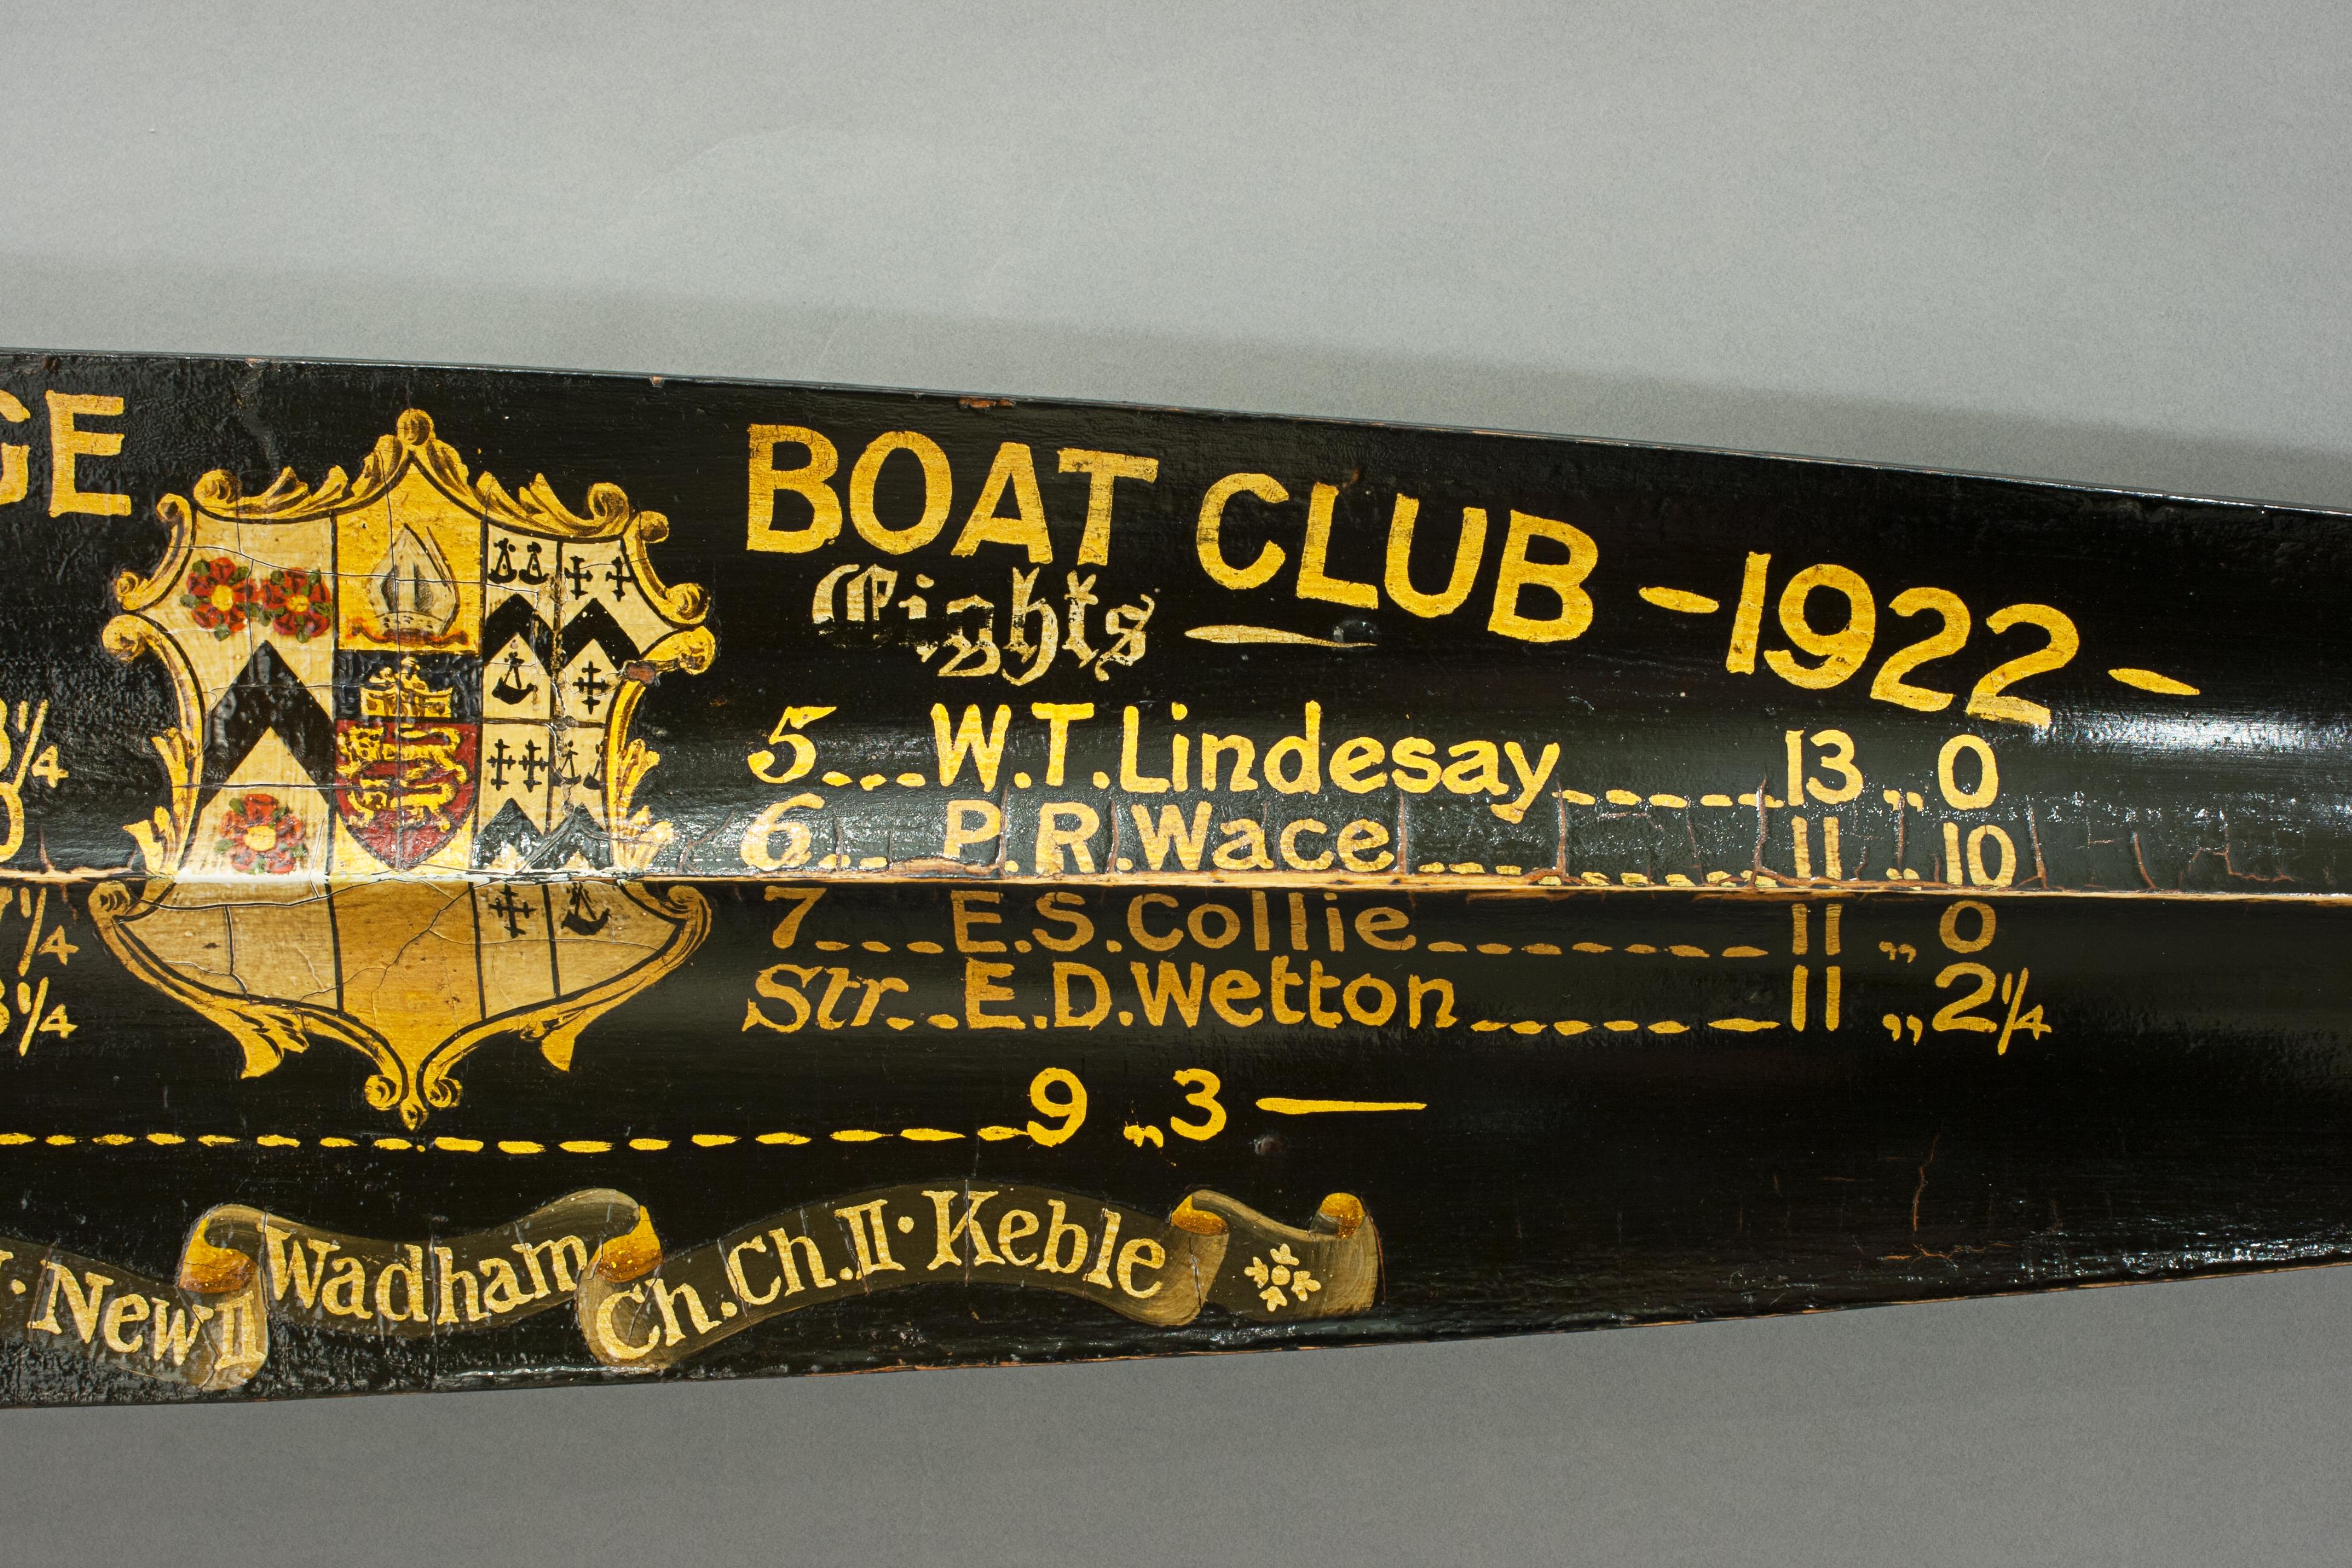 GE
BOAT CLUB - 1922 -
Eights
5 W.T. Lindesay 13 „ 0
6 P.R. Wace 11 „ 10
7 E.S. Collie 11 „ 0
Str. E.D. Wetton 11 „ 2¼
9 „ 3
New II Wadham Ch. Ch. II · Keble